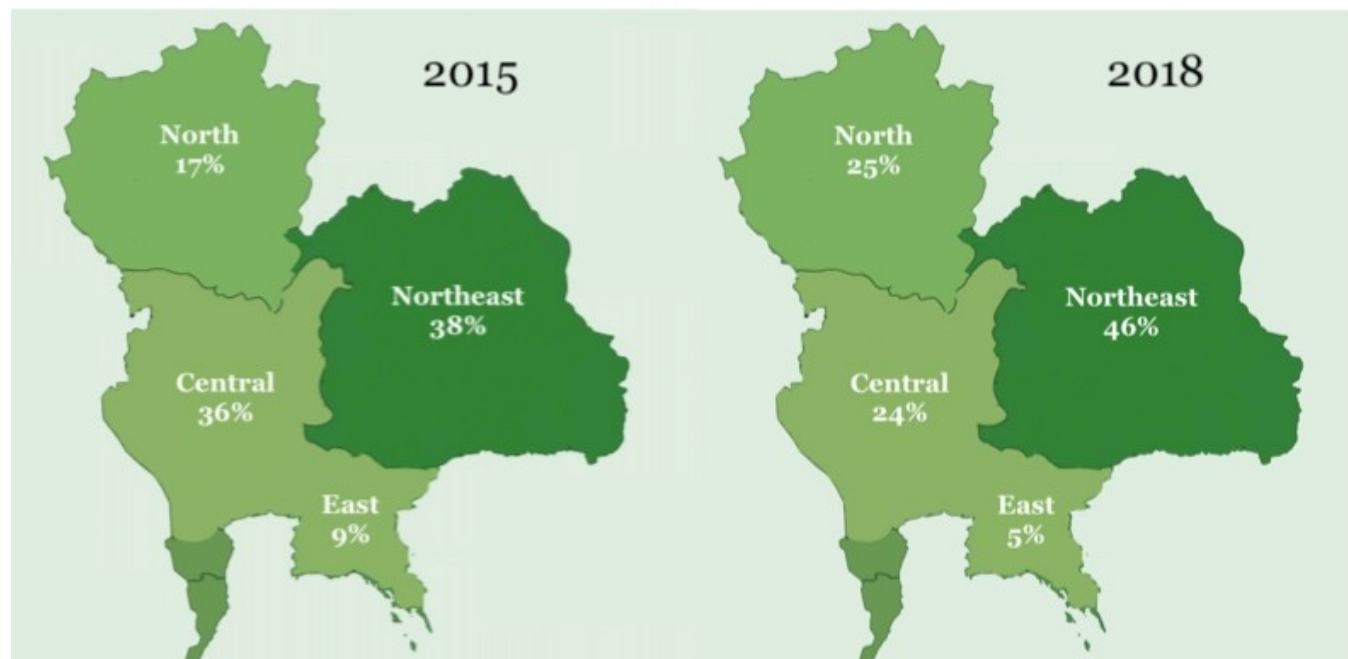 2015
North
17%
Northeast
38%
Central
36%
East
9%
2018
North
25%
Northeast
46%
Central
24%
East
5%